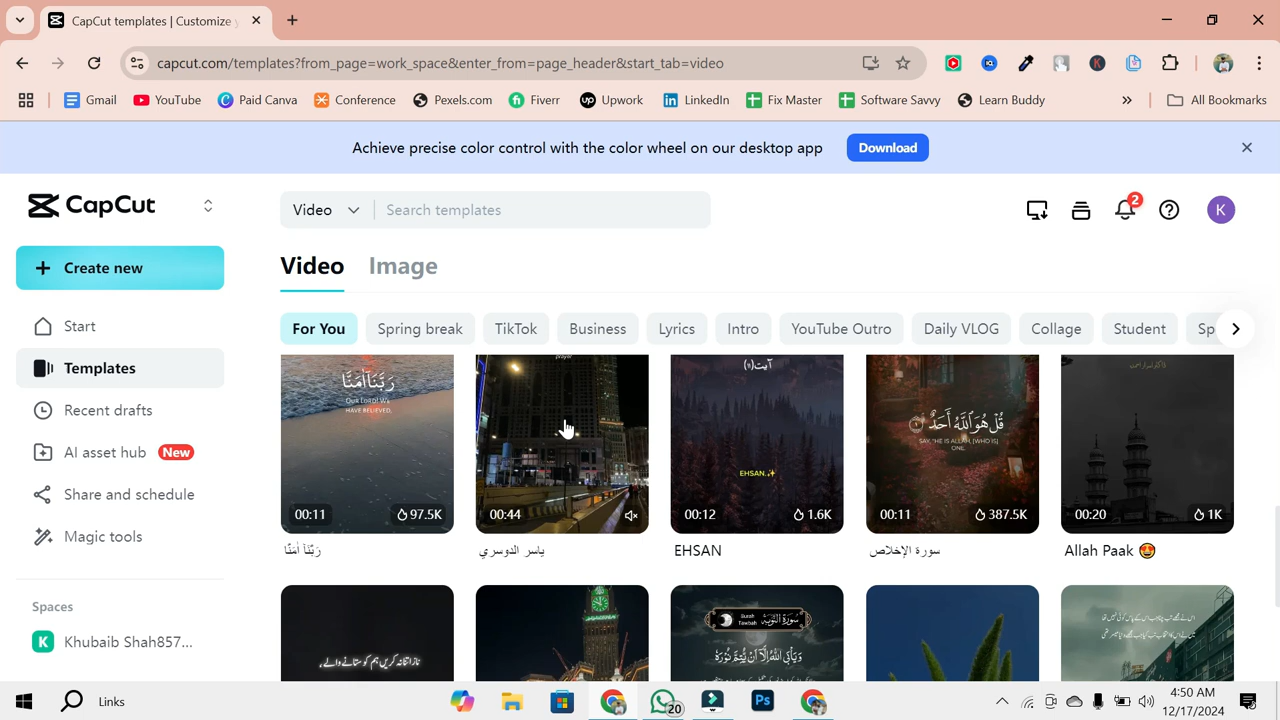 CapCut templates | Customize y
capcut.com/templates?from_page=work_space&enter_from=page_header&start_tab=video
Gmail
YouTube
Paid Canva
Conference
Pexels.com
Fiverr
Upwork
LinkedIn
Fix Master
Software Savvy
Learn Buddy
All Bookmarks
Achieve precise color control with the color wheel on our desktop app
Download
CapCut
Video
Search templates
2
K
Create new
Video
Image
Start
For You
Spring break
TikTok
Business
Lyrics
Intro
YouTube Outro
Daily VLOG
Collage
Student
Sp
Templates
Recent drafts
AI asset hub
New
Share and schedule
Magic tools
Spaces
K
Khubaib Shah857...
رَبَّنَآ اٰمَنَّا
OUR LORD! WE
HAVE BELIEVED.
00:11
97.5K
رَبَّنَآ اٰمَنَّا
prayer
00:44
ياسر الدوسري
EHSAN.✨
00:12
1.6K
EHSAN
قُلْ هُوَ ٱللَّهُ أَحَدٌ ١
SAY, "HE IS ALLAH, [WHO IS]
ONE,
00:11
387.5K
سورة الإخلاص
00:20
1K
Allah Paak 🤩
Surah
Tawbah
Links
20
4:50 AM
12/17/2024